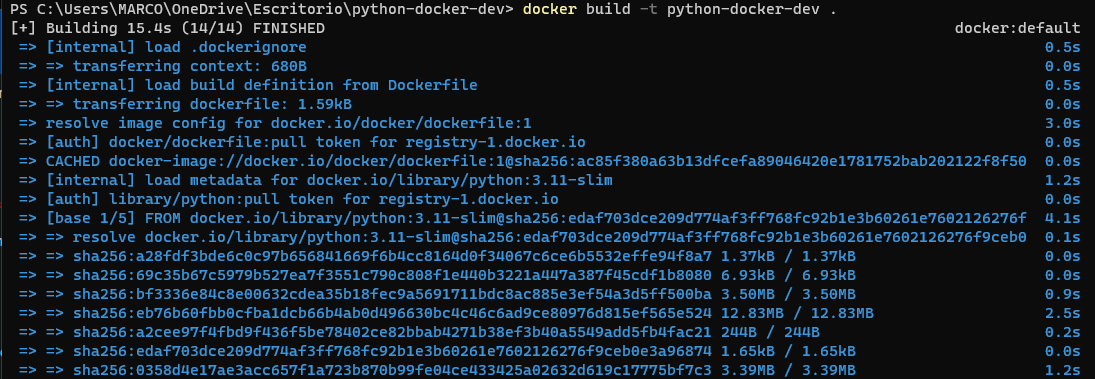 PS C:\Users\MARCO\OneDrive\Escritorio\python-docker-dev> docker build -t python-docker-dev .
[+] Building 15.4s (14/14) FINISHED docker:default
=> [internal] load .dockerignore 0.5s
=> => transferring context: 680B 0.0s
=> [internal] load build definition from Dockerfile 0.5s
=> => transferring dockerfile: 1.59kB 0.0s
=> resolve image config for docker.io/docker/dockerfile:1 3.0s
=> [auth] docker/dockerfile:pull token for registry-1.docker.io 0.0s
=> CACHED docker-image://docker.io/docker/dockerfile:1@sha256:ac85f380a63b13dfcefa89046420e1781752bab202122f8f50 0.0s
=> [internal] load metadata for docker.io/library/python:3.11-slim 1.2s
=> [auth] library/python:pull token for registry-1.docker.io 0.0s
=> [base 1/5] FROM docker.io/library/python:3.11-slim@sha256:edaf703dce209d774af3ff768fc92b1e3b60261e7602126276f 4.1s
=> => resolve docker.io/library/python:3.11-slim@sha256:edaf703dce209d774af3ff768fc92b1e3b60261e7602126276f9ceb0 0.1s
=> => sha256:a28fdf3bde6c0c97b656841669f6b4cc8164d0f34067c6ce6b5532effe94f8a7 1.37kB / 1.37kB 0.0s
=> => sha256:69c35b67c5979b527ea7f3551c790c808f1e440b3221a447a387f45cdf1b8080 6.93kB / 6.93kB 0.0s
=> => sha256:bf3336e84c8e00632cdea35b18fec9a5691711bdc8ac885e3ef54a3d5ff500ba 3.50MB / 3.50MB 0.9s
=> => sha256:eb76b60fbb0cfba1dcb66b4ab0d496630bc4c46c6ad9ce80976d815ef565e524 12.83MB / 12.83MB 2.5s
=> => sha256:a2cee97f4fbd9f436f5be78402ce82bbab4271b38ef3b40a5549add5fb4fac21 244B / 244B 0.2s
=> => sha256:edaf703dce209d774af3ff768fc92b1e3b60261e7602126276f9ceb0e3a96874 1.65kB / 1.65kB 0.0s
=> => sha256:0358d4e17ae3acc657f1a723b870b99fe04ce433425a02632d619c17775bf7c3 3.39MB / 3.39MB 1.2s